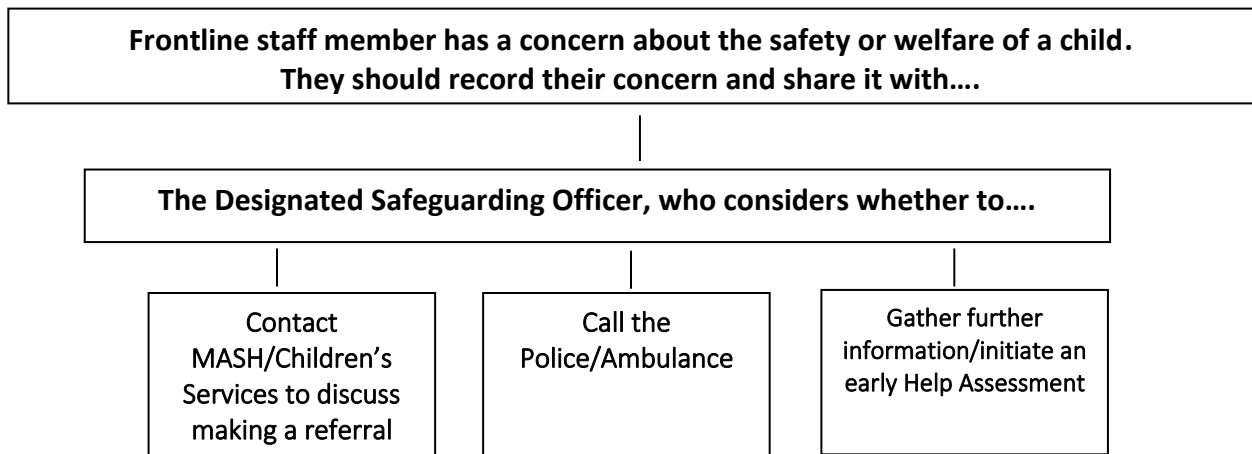 Frontline staff member has a concern about the safety or welfare of a child.
They should record their concern and share it with....
The Designated Safeguarding Officer, who considers whether to....
Contact
MASH/Children’s
Services to discuss
making a referral
Call the
Police/Ambulance
Gather further
information/initiate an
early Help Assessment